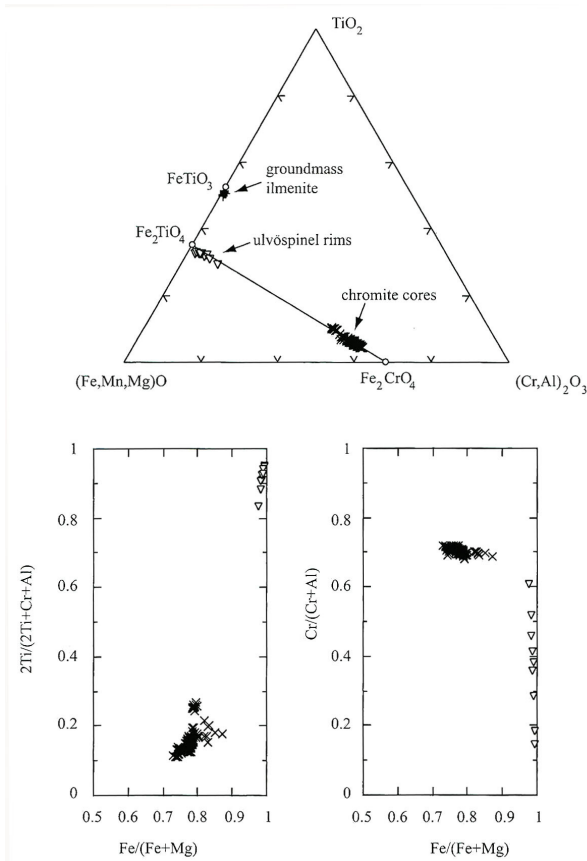 TiO₂
FeTiO₃
groundmass
ilmenite
Fe₂TiO₄
ulvöspinel rims
chromite cores
(Fe,Mn,Mg)O
Fe₂CrO₄
(Cr,Al)₂O₃
1
0.8
0.6
0.4
0.2
0
2Ti/(2Ti+Cr+Al)
0.5 0.6 0.7 0.8 0.9 1
Fe/(Fe+Mg)
1
0.8
0.6
0.4
0.2
0
Cr/(Cr+Al)
0.5 0.6 0.7 0.8 0.9 1
Fe/(Fe+Mg)